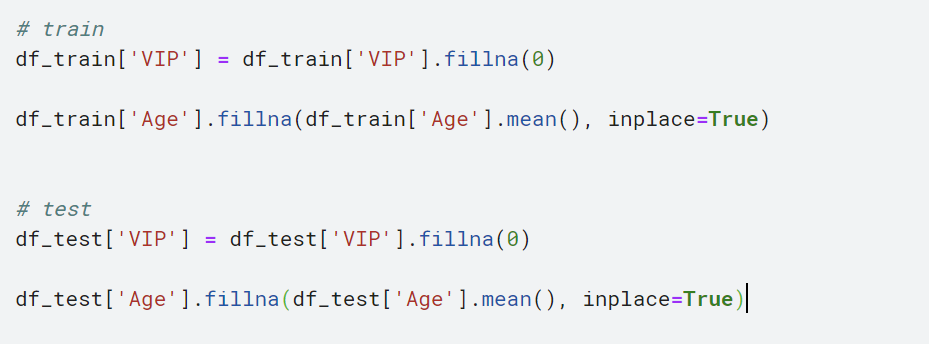 # train
df_train['VIP'] = df_train['VIP'].fillna(0)
df_train['Age'].fillna(df_train['Age'].mean(), inplace=True)
# test
df_test['VIP'] = df_test['VIP'].fillna(0)
df_test['Age'].fillna(df_test['Age'].mean(), inplace=True)